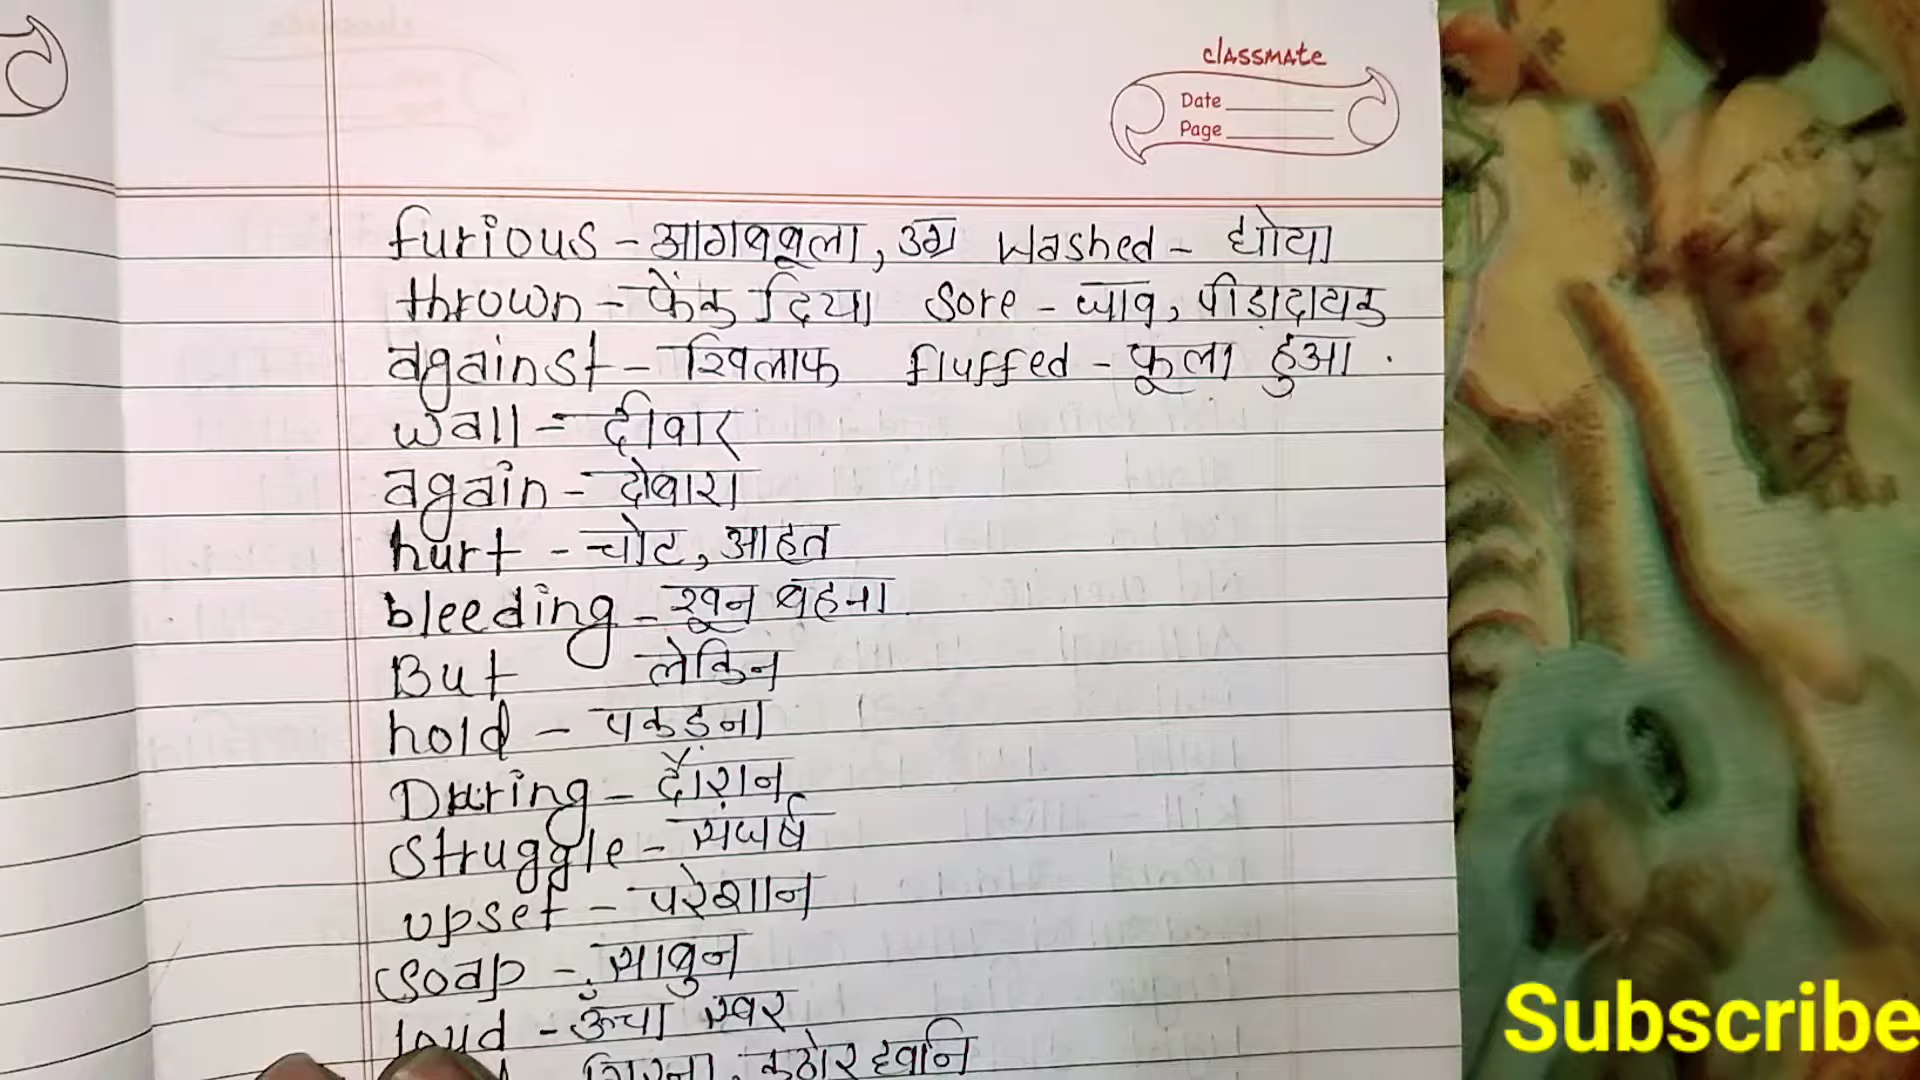 classmate
Date
Page
furious - आगबबूला, उग्र washed - धोया
thrown - फेंक दिया sore - घाव, पीड़ादायक
against - खिलाफ fluffed - फूला हुआ .
wall - दीवार
again - दोबारा
hurt - चोट, आहत
bleeding - खून बहना
But लेकिन
hold - पकड़ना
During - दौरान
struggle - संघर्ष
upset - परेशान
soap - साबुन
loud - ऊँचा स्वर
कठोर ध्वनि
Subscribe